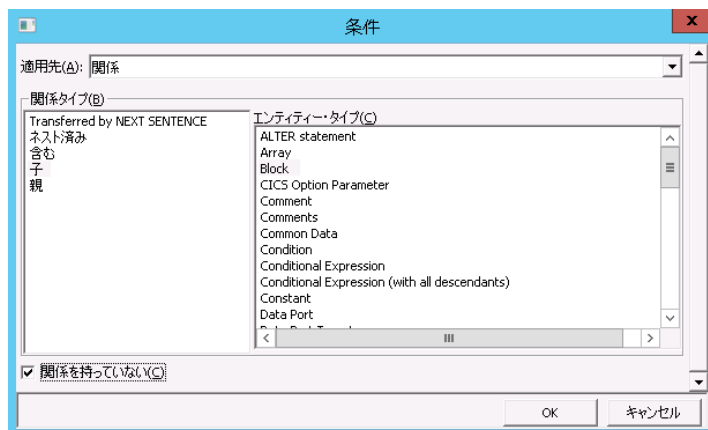 条件
x
適用先(A): 関係
関係タイプ(B)
Transferred by NEXT SENTENCE
ネスト済み
含む
子
親
エンティティー・タイプ(C)
ALTER statement
Array
Block
CICS Option Parameter
Comment
Comments
Common Data
Condition
Conditional Expression
Conditional Expression (with all descendants)
Constant
Data Port
関係を持っていない(C)
OK
キャンセル